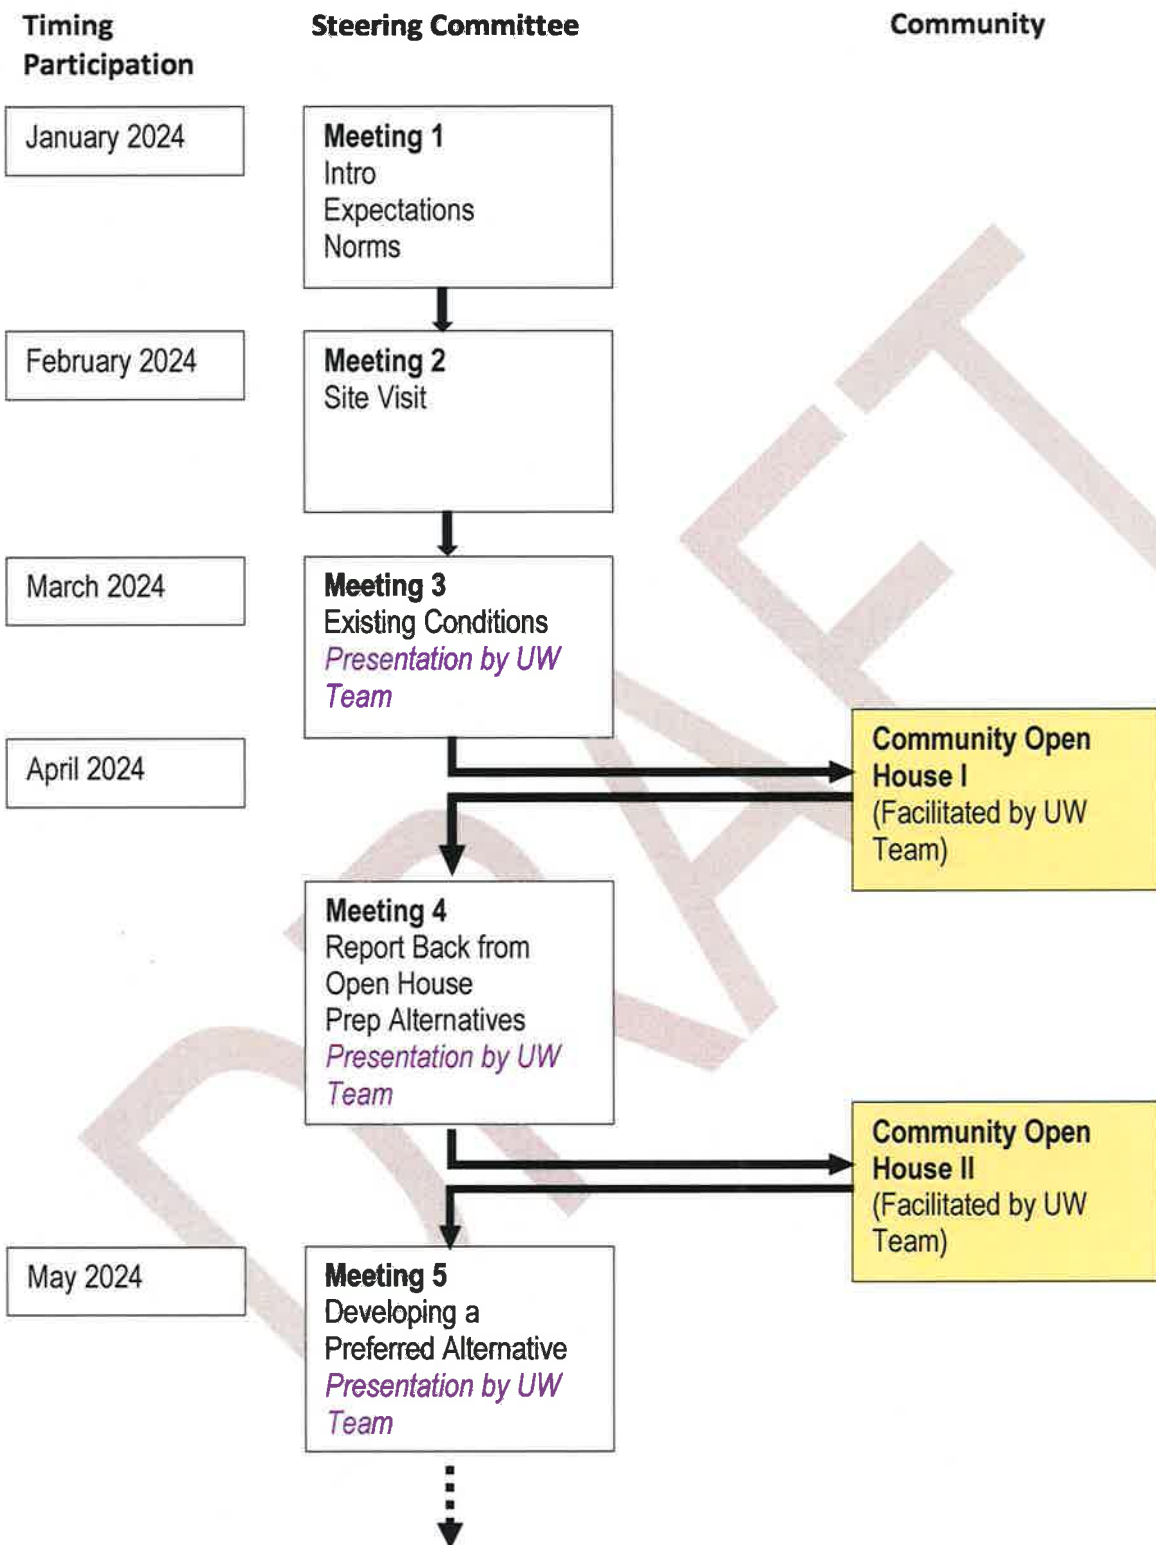 Timing
Participation
Steering Committee
Community
January 2024
Meeting 1
Intro
Expectations
Norms
February 2024
Meeting 2
Site Visit
March 2024
Meeting 3
Existing Conditions
Presentation by UW
Team
April 2024
Community Open
House I
(Facilitated by UW
Team)
Meeting 4
Report Back from
Open House
Prep Alternatives
Presentation by UW
Team
Community Open
House II
(Facilitated by UW
Team)
May 2024
Meeting 5
Developing a
Preferred Alternative
Presentation by UW
Team
DRAFT